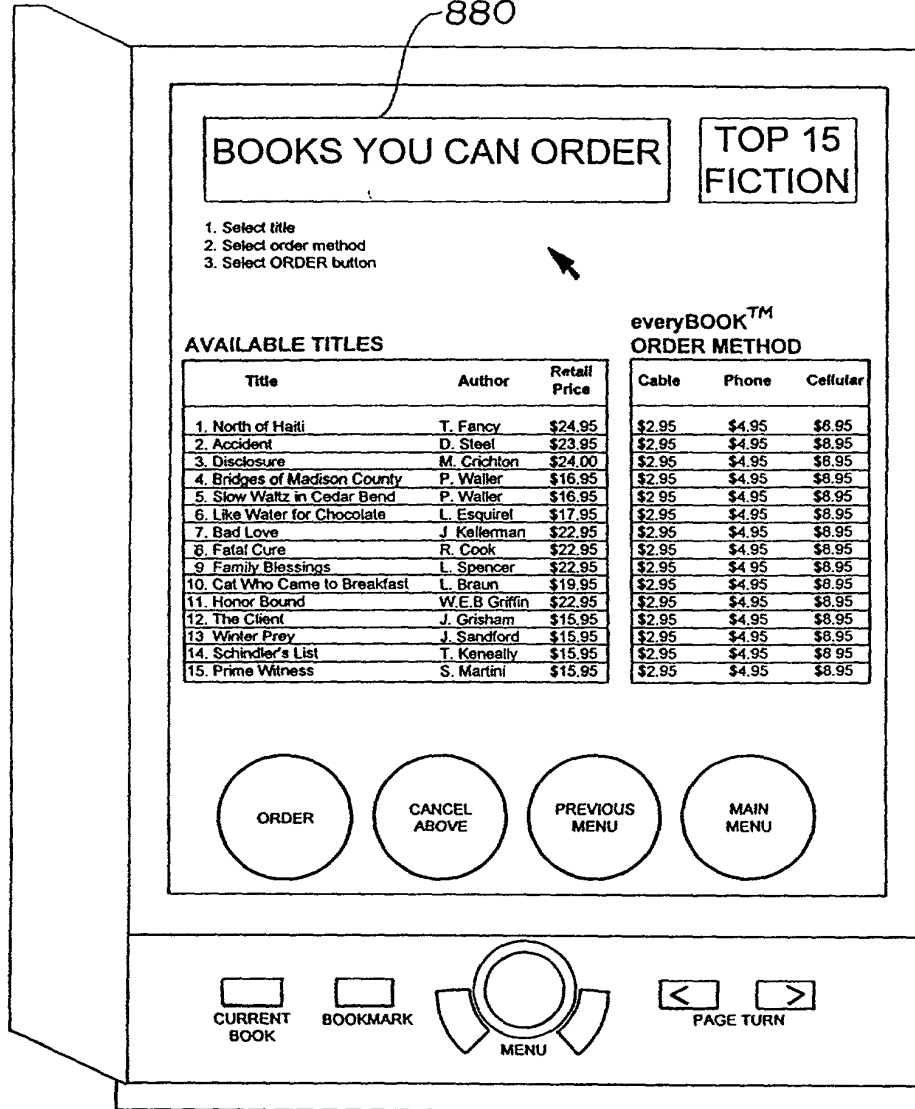 880
BOOKS YOU CAN ORDER
TOP 15
FICTION
1. Select title
2. Select order method
3. Select ORDER button
AVAILABLE TITLES
everyBOOK™
ORDER METHOD
Title Author Retail Price Cable Phone Cellular
1. North of Haiti T. Fancy $24.95 $2.95 $4.95 $8.95
2. Accident D. Steel $23.95 $2.95 $4.95 $8.95
3. Disclosure M. Crichton $24.00 $2.95 $4.95 $8.95
4. Bridges of Madison County P. Waller $16.95 $2.95 $4.95 $8.95
5. Slow Waltz in Cedar Bend P. Waller $16.95 $2 95 $4.95 $8.95
6. Like Water for Chocolate L. Esquirel $17.95 $2.95 $4.95 $8.95
7. Bad Love J Kellerman $22.95 $2.95 $4.95 $8.95
8. Fatal Cure R. Cook $22.95 $2.95 $4.95 $8.95
9 Family Blessings L. Spencer $22.95 $2.95 $4 95 $8.95
10. Cat Who Came to Breakfast L. Braun $19.95 $2.95 $4.95 $8.95
11. Honor Bound W.E.B Griffin $22.95 $2.95 $4.95 $8.95
12. The Client J. Grisham $15.95 $2.95 $4.95 $8.95
13 Winter Prey J. Sandford $15.95 $2.95 $4.95 $8.95
14. Schindler's List T. Keneally $15.95 $2.95 $4.95 $8 95
15. Prime Witness S. Martini $15.95 $2.95 $4.95 $8.95
ORDER
CANCEL
ABOVE
PREVIOUS
MENU
MAIN
MENU
CURRENT
BOOK
BOOKMARK
MENU
< >
PAGE TURN